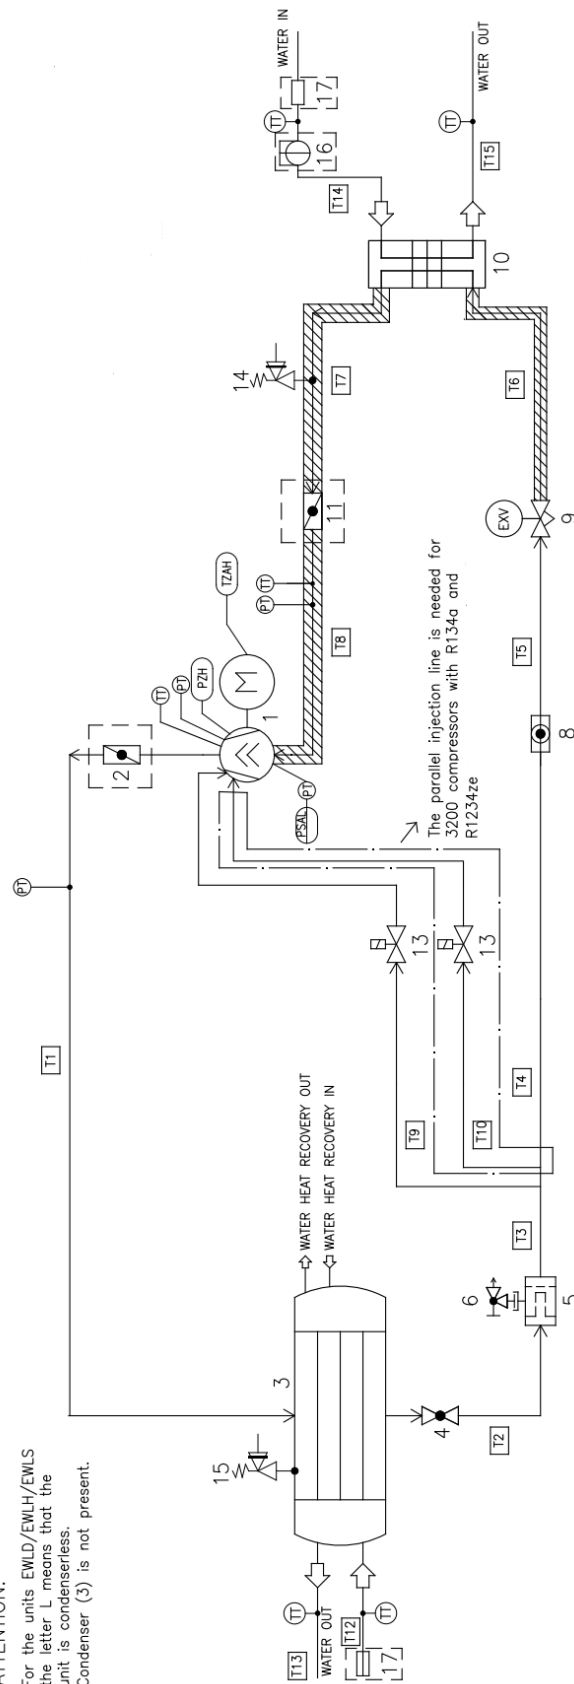 ATTENTION:
For the units EWLD/EWLH/EWLS
the letter L means that the
unit is condenserless.
Condenser (3) is not present.
T1
PT
2
TT
PT
PZH
TZAH
M
1
PSAL
PT
PT
TT
T8
11
14
T7
WATER IN
17
TT
16
T14
10
TT
T15
WATER OUT
T6
EXV
9
T5
8
The parallel injection line is needed for
3200 compressors with R134a and
R1234ze
13
13
T9
T10
T4
T3
WATER HEAT RECOVERY OUT
WATER HEAT RECOVERY IN
3
15
4
T2
6
5
TT
T13
WATER OUT
T12
TT
17